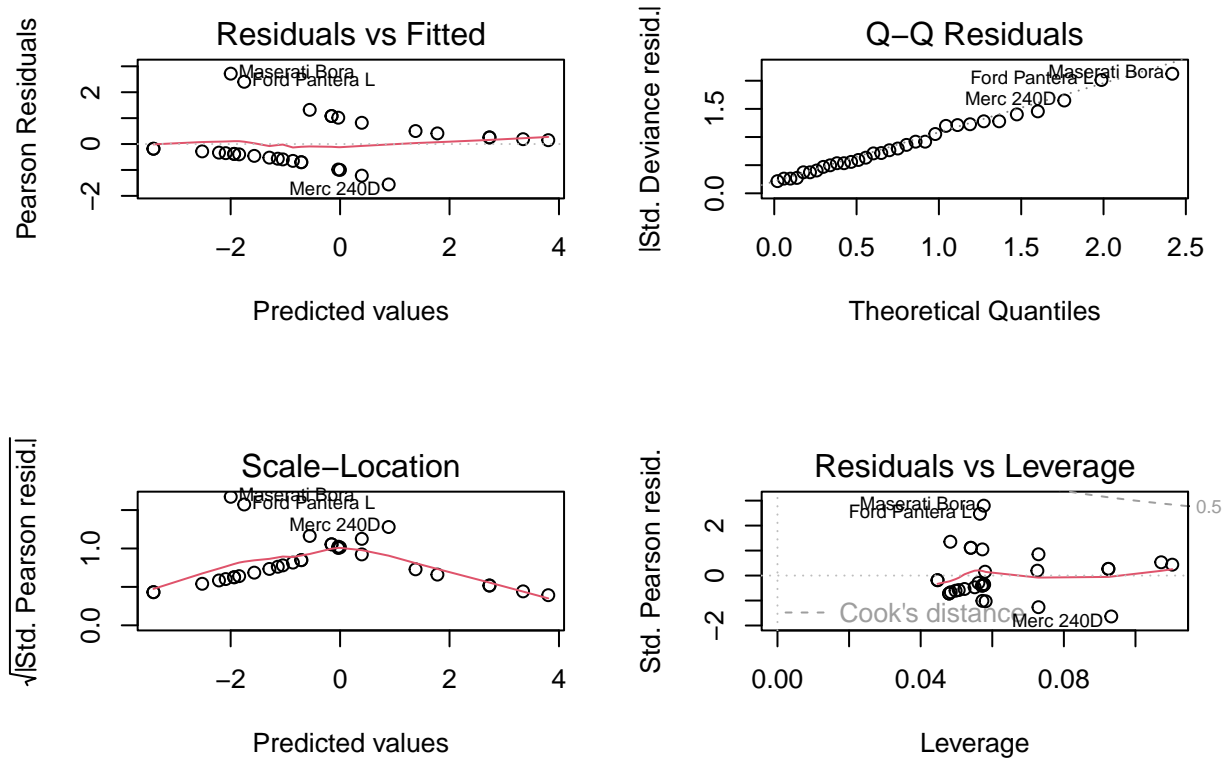 Residuals vs Fitted
Pearson Residuals
2
0
−2
Maserati Bora
Ford Pantera L
Merc 240D
−2 0 2 4
Predicted values
Q−Q Residuals
|Std. Deviance resid.|
1.5
0.0
Maserati Bora
Ford Pantera L
Merc 240D
0.0 0.5 1.0 1.5 2.0 2.5
Theoretical Quantiles
Scale−Location
√|Std. Pearson resid.|
1.0
0.0
Maserati Bora
Ford Pantera L
Merc 240D
−2 0 2 4
Predicted values
Residuals vs Leverage
Std. Pearson resid.
2
0
−2
Maserati Bora
Ford Pantera L
0.5
Cook's distance
Merc 240D
0.00 0.04 0.08
Leverage